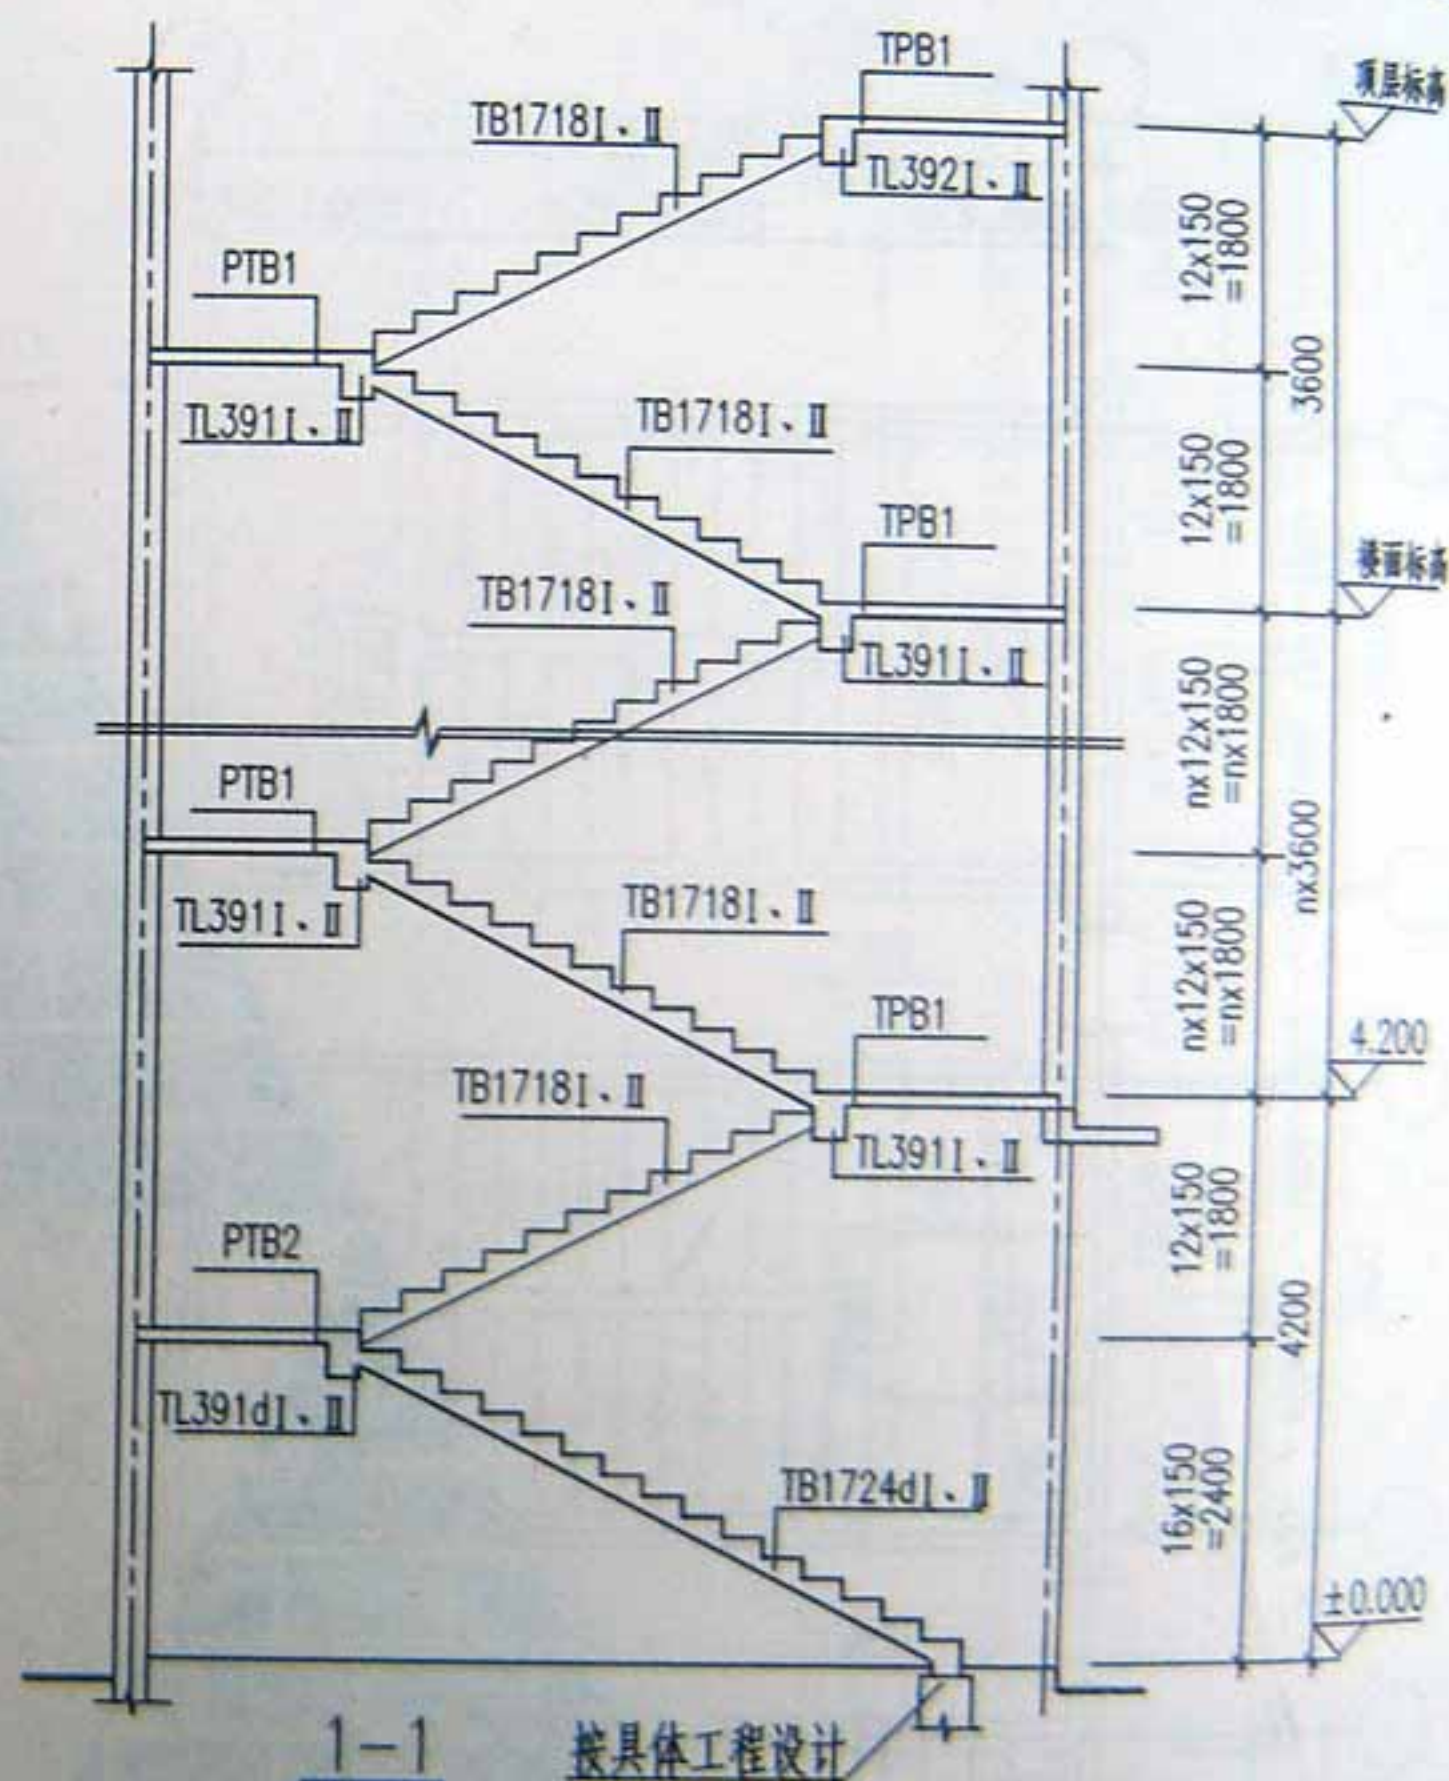 TPB1
顶层标高
TB1718Ⅰ、Ⅱ
TL392Ⅰ、Ⅱ
12x150
=1800
PTB1
3600
TL391Ⅰ、Ⅱ
TB1718Ⅰ、Ⅱ
12x150
=1800
TPB1
楼面标高
TB1718Ⅰ、Ⅱ
TL391Ⅰ、Ⅱ
nx12x150
=nx1800
PTB1
nx3600
TL391Ⅰ、Ⅱ
TB1718Ⅰ、Ⅱ
nx12x150
=nx1800
TPB1
4.200
TB1718Ⅰ、Ⅱ
TL391Ⅰ、Ⅱ
12x150
=1800
PTB2
4200
TL391dⅠ、Ⅱ
TB1724dⅠ、Ⅱ
16x150
=2400
±0.000
1-1
按具体工程设计